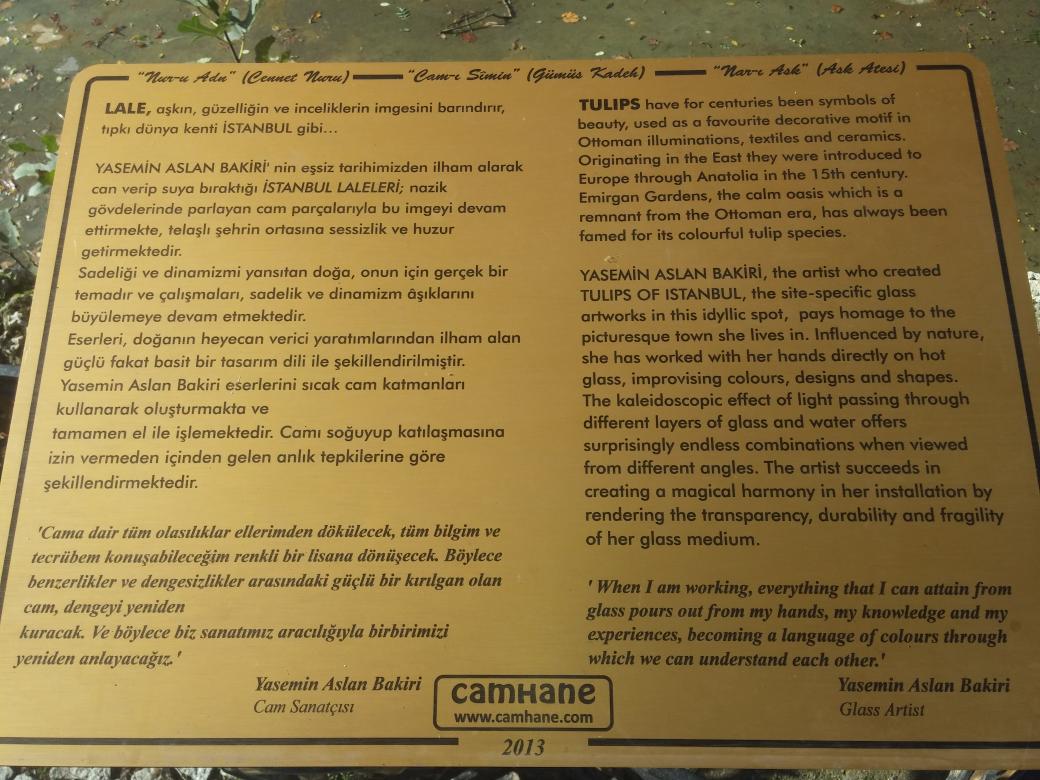 "Nur-u Adn" (Cennet Nuru) "Cam-ı Sîmin" (Gümüş Kadeh) "Nar-ı Aşk" (Aşk Ateşi)
LALE, aşkın, güzelliğin ve inceliklerin imgesini barındırır,
tıpkı dünya kenti İSTANBUL gibi...
YASEMİN ASLAN BAKİRİ' nin eşsiz tarihimizden ilham alarak
can verip suya bıraktığı İSTANBUL LALELERİ; nazik
gövdelerinde parlayan cam parçalarıyla bu imgeyi devam
ettirmekte, telaşlı şehrin ortasına sessizlik ve huzur
getirmektedir.
Sadeliği ve dinamizmi yansıtan doğa, onun için gerçek bir
temadır ve çalışmaları, sadelik ve dinamizm âşıklarını
büyülemeye devam etmektedir.
Eserleri, doğanın heyecan verici yaratımlarından ilham alan
güçlü fakat basit bir tasarım dili ile şekillendirilmiştir.
Yasemin Aslan Bakiri eserlerini sıcak cam katmanları
kullanarak oluşturmakta ve
tamamen el ile işlemektedir. Camı soğuyup katılaşmasına
izin vermeden içinden gelen anlık tepkilerine göre
şekillendirmektedir.
'Cama dair tüm olasılıklar ellerimden dökülecek, tüm bilgim ve
tecrübem konuşabileceğim renkli bir lisana dönüşecek. Böylece
benzerlikler ve dengesizlikler arasındaki güçlü bir kırılgan olan
cam, dengeyi yeniden
kuracak. Ve böylece biz sanatımız aracılığıyla birbirimizi
yeniden anlayacağız.'
Yasemin Aslan Bakiri
Cam Sanatçısı
TULIPS have for centuries been symbols of
beauty, used as a favourite decorative motif in
Ottoman illuminations, textiles and ceramics.
Originating in the East they were introduced to
Europe through Anatolia in the 15th century.
Emirgan Gardens, the calm oasis which is a
remnant from the Ottoman era, has always been
famed for its colourful tulip species.
YASEMİN ASLAN BAKİRİ, the artist who created
TULIPS OF ISTANBUL, the site-specific glass
artworks in this idyllic spot, pays homage to the
picturesque town she lives in. Influenced by nature,
she has worked with her hands directly on hot
glass, improvising colours, designs and shapes.
The kaleidoscopic effect of light passing through
different layers of glass and water offers
surprisingly endless combinations when viewed
from different angles. The artist succeeds in
creating a magical harmony in her installation by
rendering the transparency, durability and fragility
of her glass medium.
' When I am working, everything that I can attain from
glass pours out from my hands, my knowledge and my
experiences, becoming a language of colours through
which we can understand each other.'
Yasemin Aslan Bakiri
Glass Artist
camHane
www.camhane.com
2013